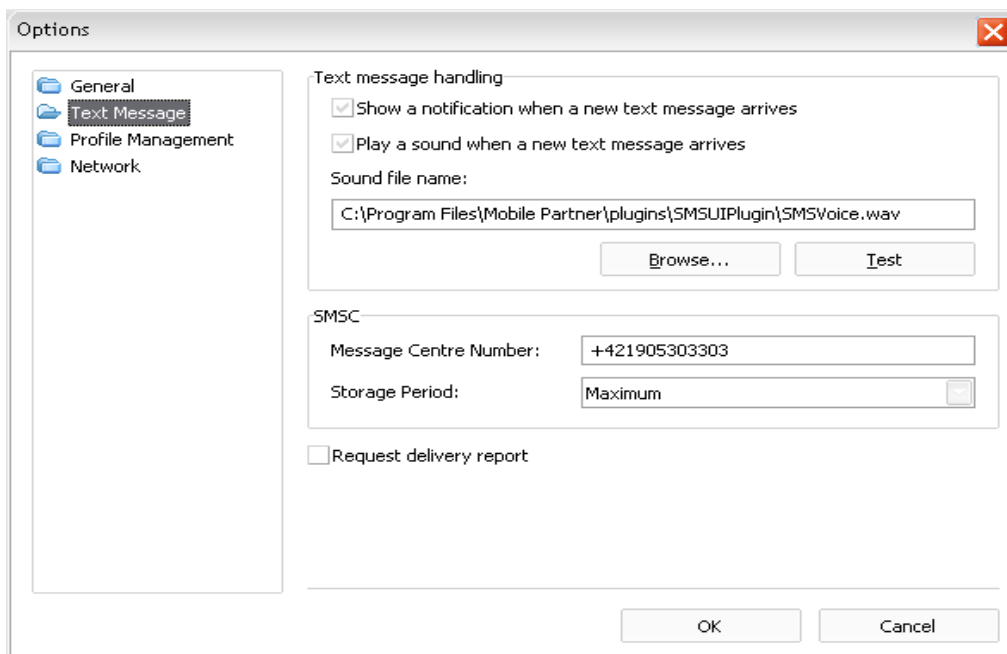 Options
General
Text Message
Profile Management
Network
Text message handling
Show a notification when a new text message arrives
Play a sound when a new text message arrives
Sound file name:
C:\Program Files\Mobile Partner\plugins\SMSUIPlugin\SMSVoice.wav
Browse... Test
SMSC
Message Centre Number: +421905303303
Storage Period: Maximum
Request delivery report
OK Cancel